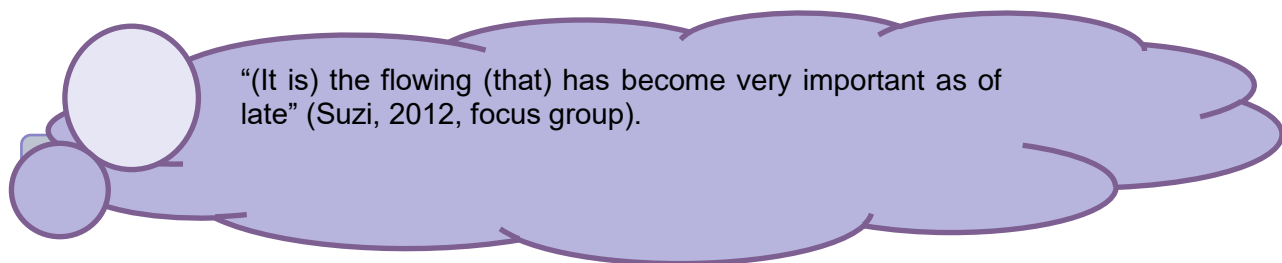 “(It is) the flowing (that) has become very important as of
late” (Suzi, 2012, focus group).